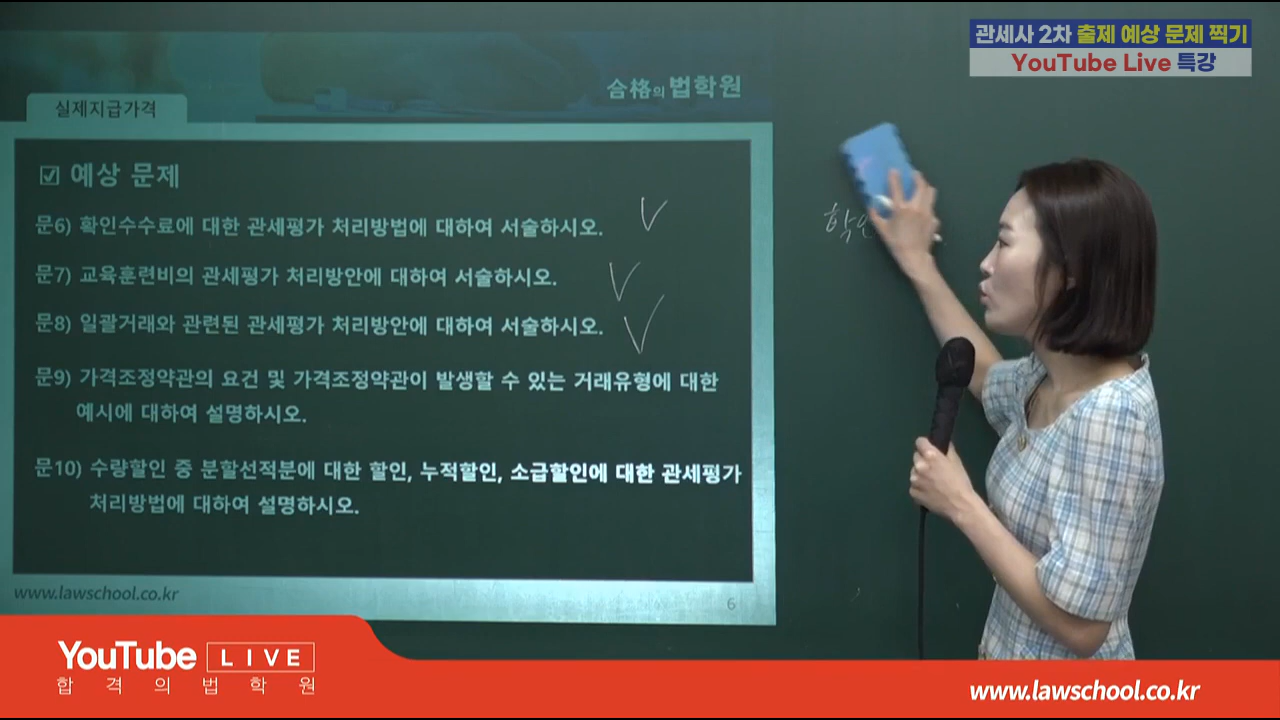 관세사 2차 출제 예상 문제 찍기
YouTube Live 특강
合格의 법학원
실제지급가격
☑ 예상 문제
문6) 확인수수료에 대한 관세평가 처리방법에 대하여 서술하시오.
문7) 교육훈련비의 관세평가 처리방안에 대하여 서술하시오.
문8) 일괄거래와 관련된 관세평가 처리방안에 대하여 서술하시오.
문9) 가격조정약관의 요건 및 가격조정약관이 발생할 수 있는 거래유형에 대한
예시에 대하여 설명하시오.
문10) 수량할인 중 분할선적분에 대한 할인, 누적할인, 소급할인에 대한 관세평가
처리방법에 대하여 설명하시오.
www.lawschool.co.kr
6
YouTube LIVE
합격의법학원
www.lawschool.co.kr